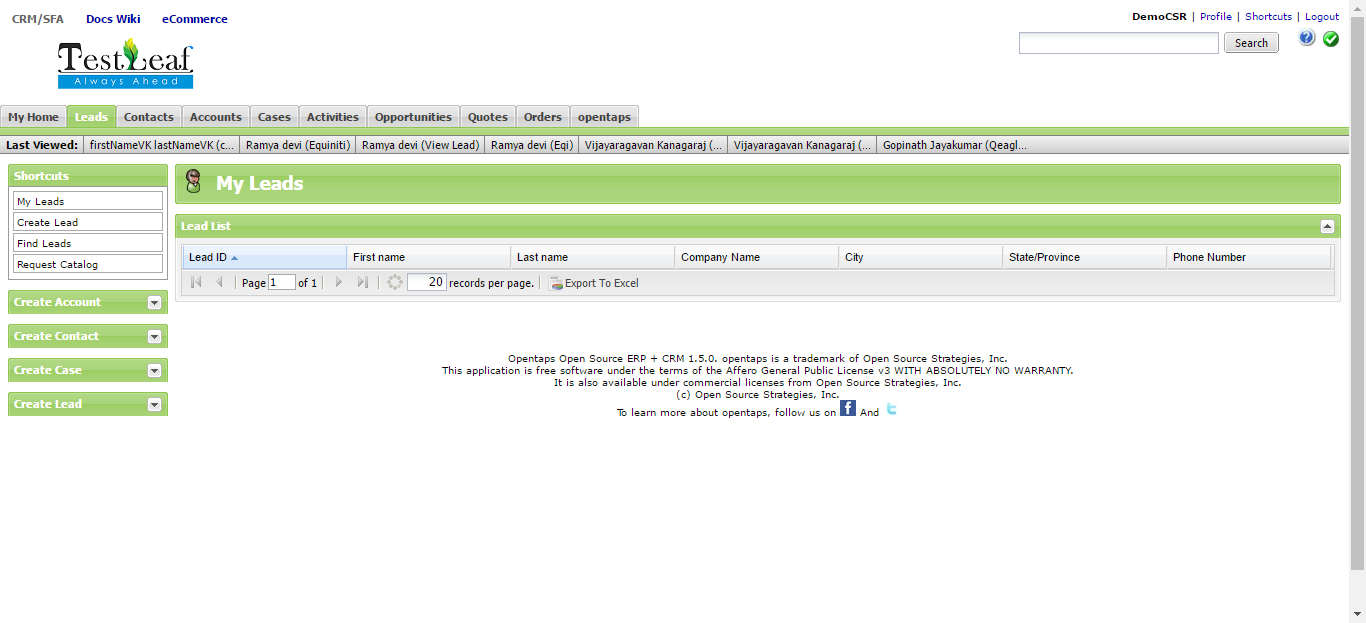 CRM/SFA Docs Wiki eCommerce
DemoCSR | Profile | Shortcuts | Logout
TestLeaf
Always Ahead
Search
My Home Leads Contacts Accounts Cases Activities Opportunities Quotes Orders opentaps
Last Viewed: firstNameVK lastNameVK (c... Ramya devi (Equiniti) Ramya devi (View Lead) Ramya devi (Eqi) Vijayaragavan Kanagaraj (... Vijayaragavan Kanagaraj (... Gopinath Jayakumar (Qeagl...
Shortcuts
My Leads
Create Lead
Find Leads
Request Catalog
Create Account
Create Contact
Create Case
Create Lead
My Leads
Lead List
Lead ID First name Last name Company Name City State/Province Phone Number
Page 1 of 1 20 records per page. Export To Excel
Opentaps Open Source ERP + CRM 1.5.0. opentaps is a trademark of Open Source Strategies, Inc.
This application is free software under the terms of the Affero General Public License v3 WITH ABSOLUTELY NO WARRANTY.
It is also available under commercial licenses from Open Source Strategies, Inc.
(c) Open Source Strategies, Inc.
To learn more about opentaps, follow us on f And t